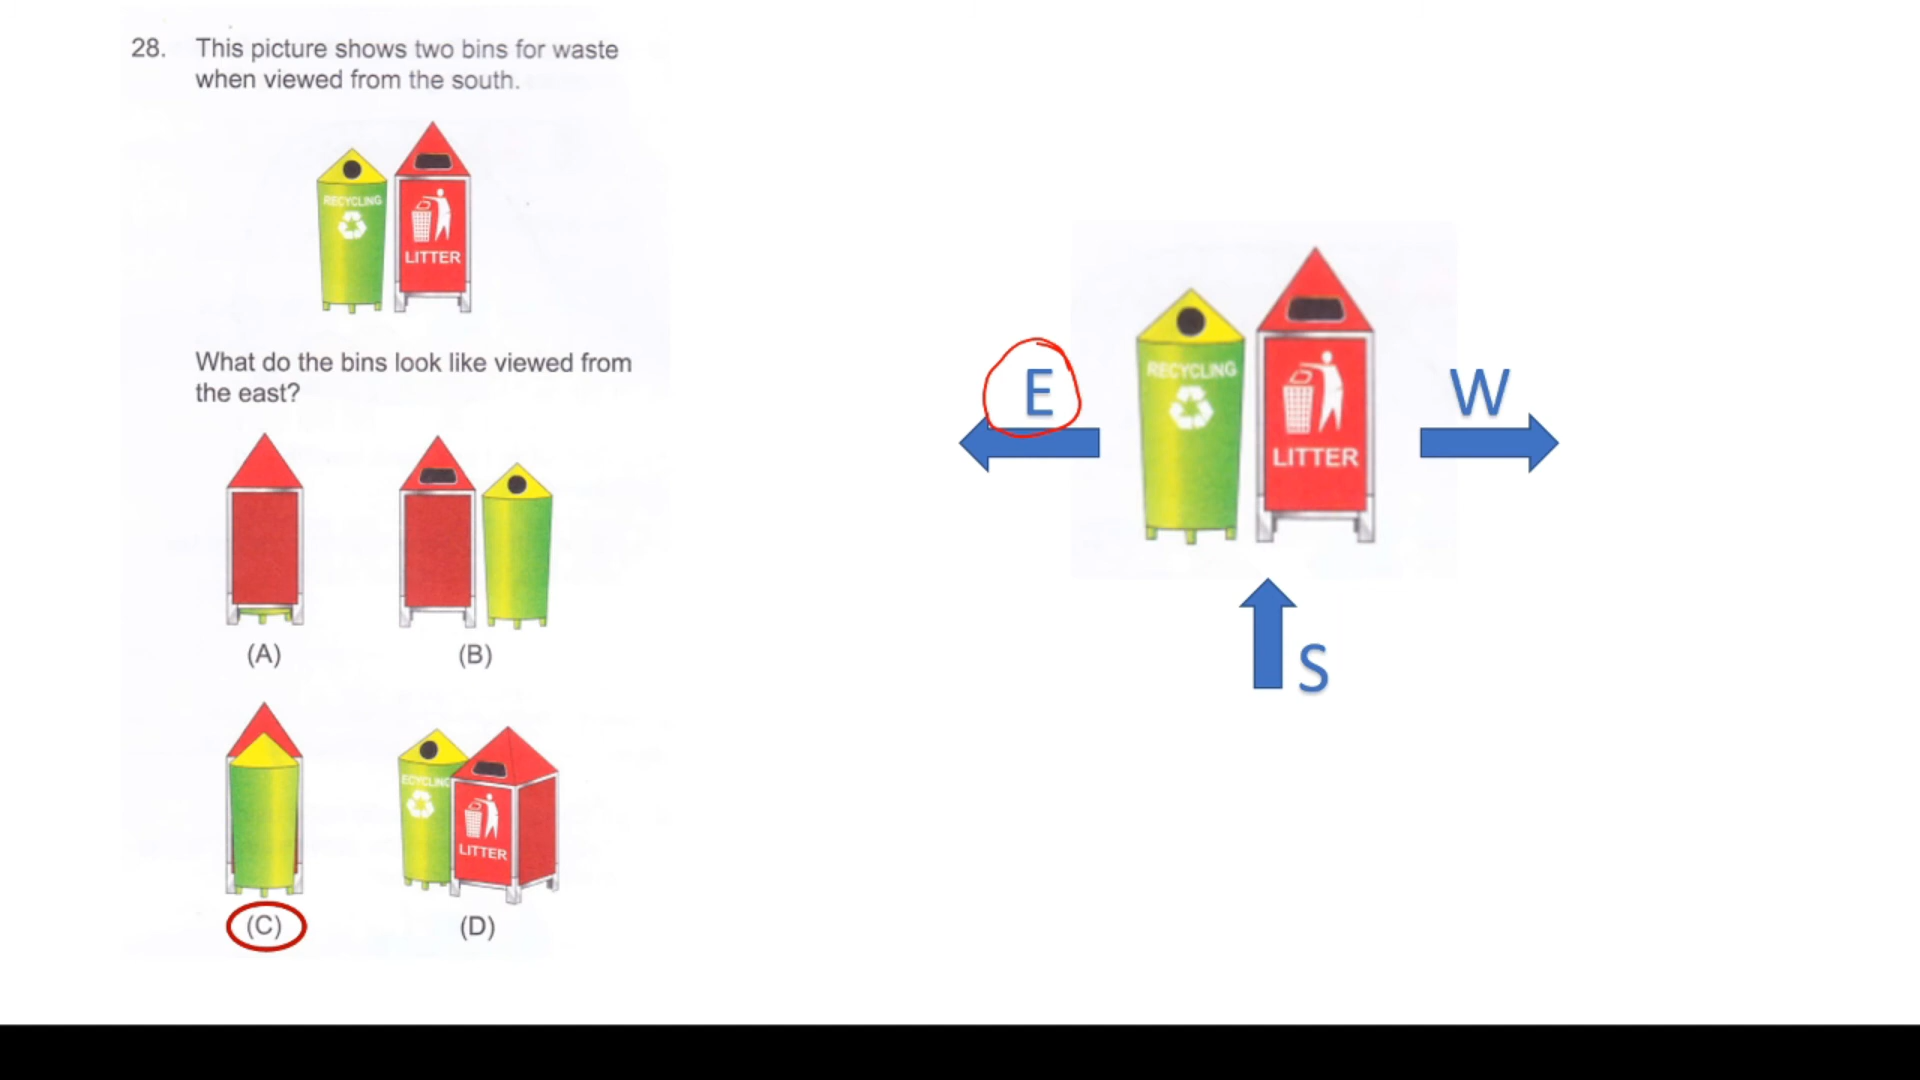 28. This picture shows two bins for waste
when viewed from the south.
RECYCLING
LITTER
What do the bins look like viewed from
the east?
(A)
(B)
ECYCLING
LITTER
(C)
(D)
E
W
RECYCLING
LITTER
S